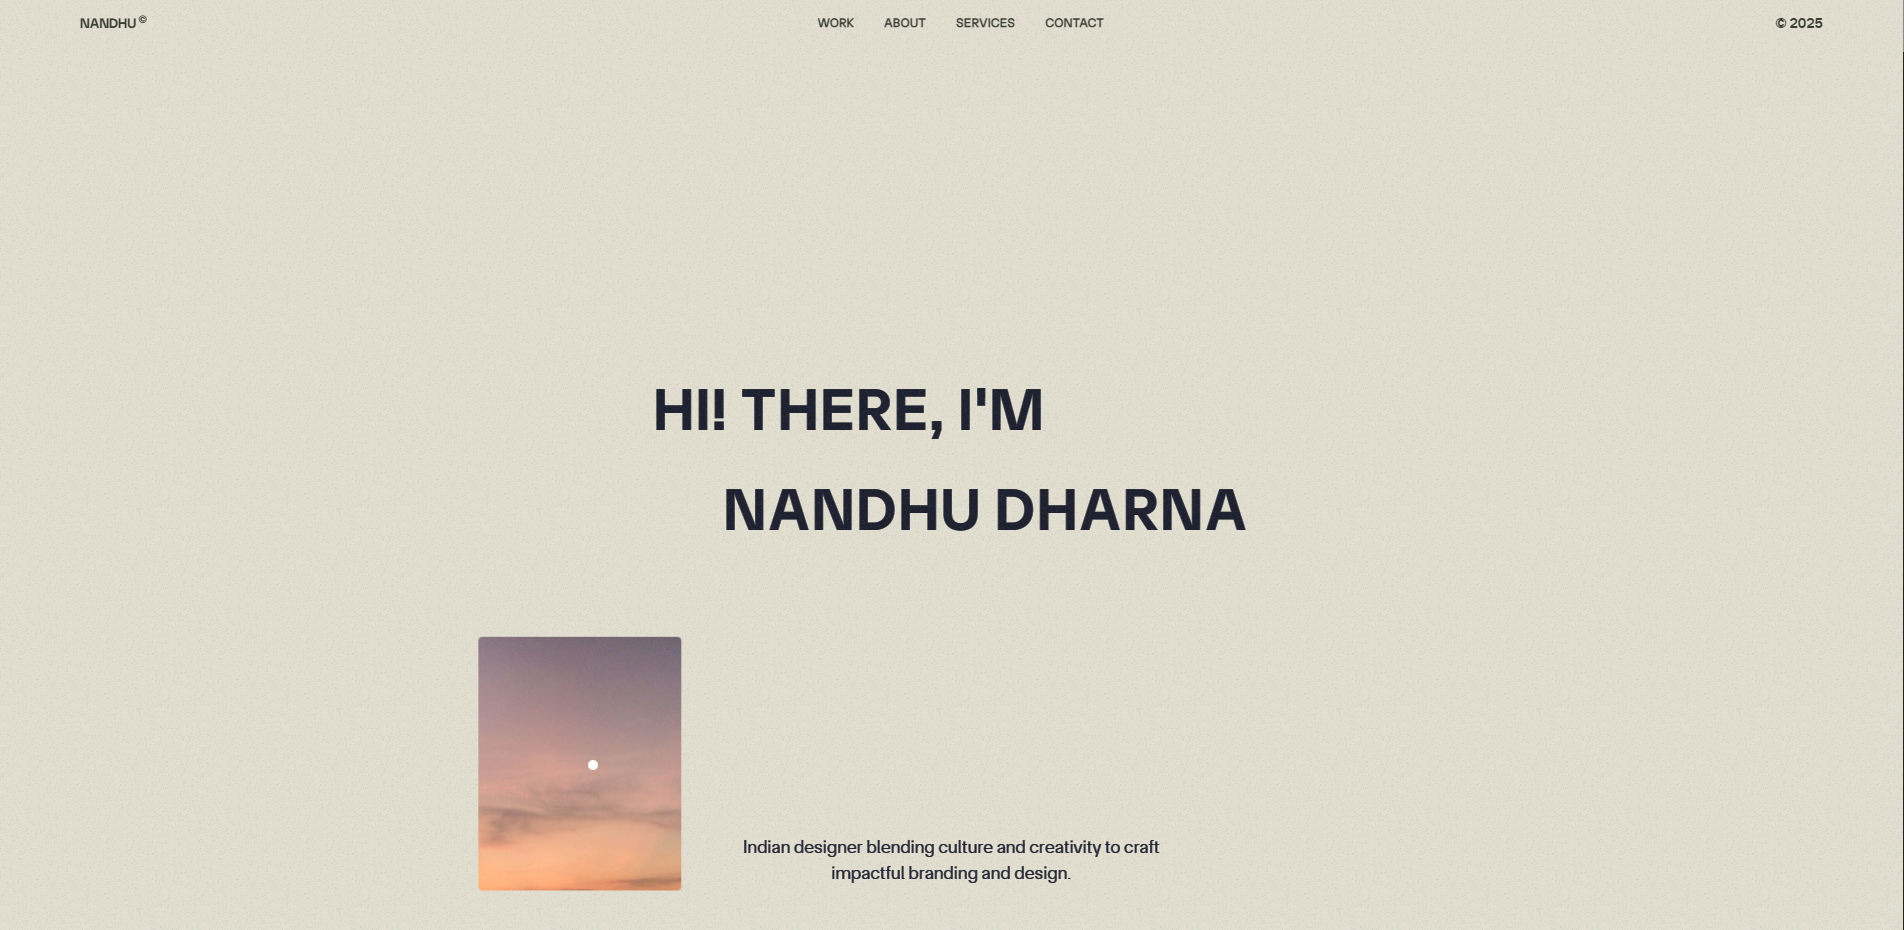 NANDHU ©
WORK ABOUT SERVICES CONTACT
© 2025
HI! THERE, I'M
NANDHU DHARNA
Indian designer blending culture and creativity to craft
impactful branding and design.